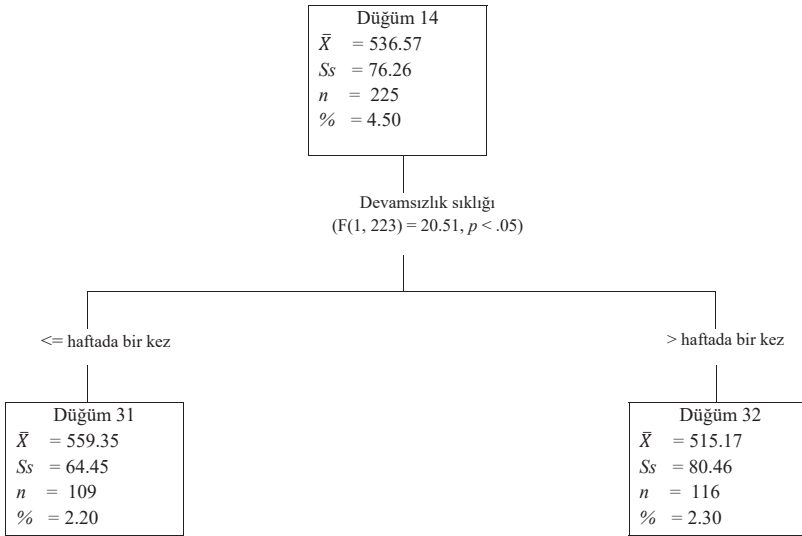 Düğüm 14
X̄ = 536.57
Ss = 76.26
n = 225
% = 4.50
Devamsızlık sıklığı
(F(1, 223) = 20.51, p < .05)
<= haftada bir kez
> haftada bir kez
Düğüm 31
X̄ = 559.35
Ss = 64.45
n = 109
% = 2.20
Düğüm 32
X̄ = 515.17
Ss = 80.46
n = 116
% = 2.30